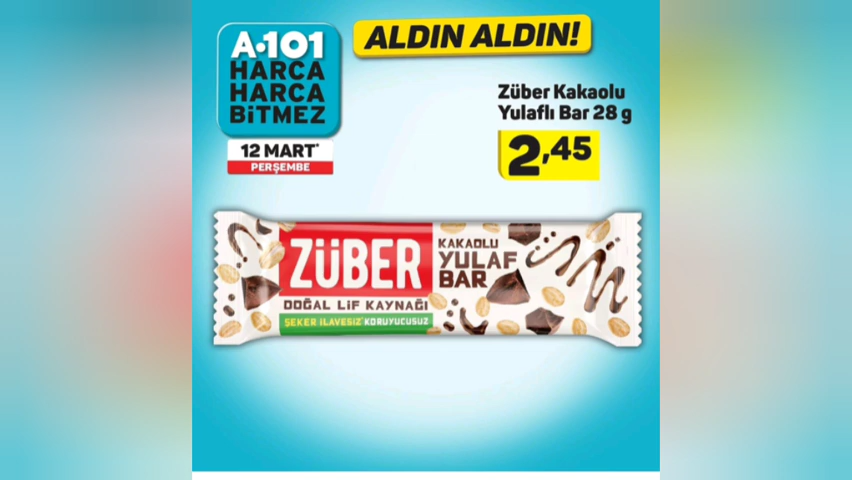 A•101
HARCA
HARCA
BİTMEZ
12 MART*
PERŞEMBE
ALDIN ALDIN!
Züber Kakaolu
Yulaflı Bar 28 g
2,45
ZÜBER
DOĞAL LİF KAYNAĞI
ŞEKER İLAVESİZ* KORUYUCUSUZ
KAKAOLU
YULAF
BAR